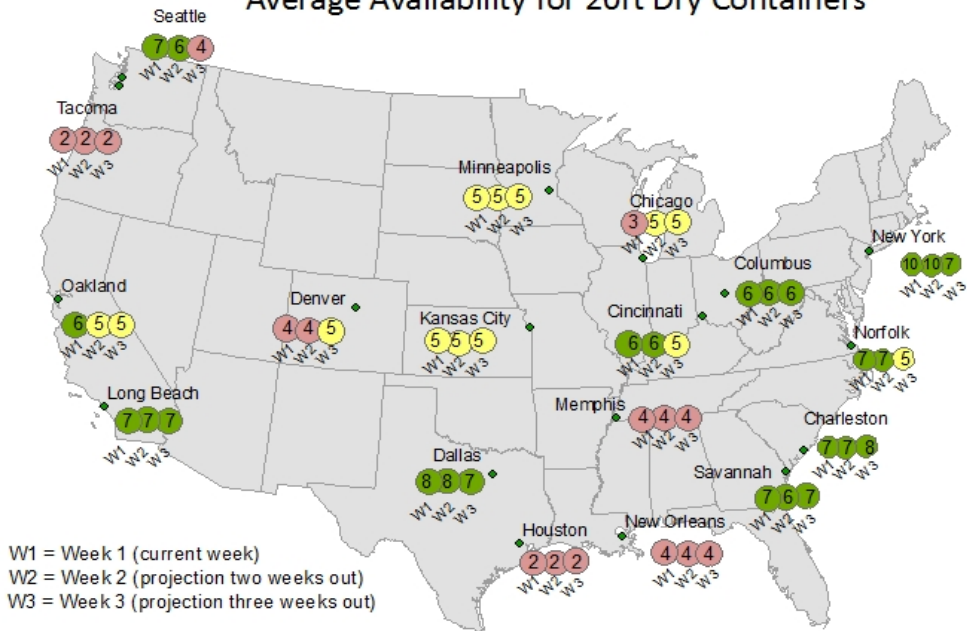 Average Availability for 20ft Dry Containers
Seattle
7 6 4
W1 W2 W3
Tacoma
2 2 2
W1 W2 W3
Minneapolis
5 5 5
W1 W2 W3
Chicago
3 5 5
W1 W2 W3
New York
10 10 7
W1 W2 W3
Columbus
6 6 6
W1 W2 W3
Oakland
6 5 5
W1 W2 W3
Denver
4 4 5
W1 W2 W3
Kansas City
5 5 5
W1 W2 W3
Cincinnati
6 6 5
W1 W2 W3
Norfolk
7 7 5
W1 W2 W3
Long Beach
7 7 7
W1 W2 W3
Memphis
4 4 4
W1 W2 W3
Charleston
7 7 8
W1 W2 W3
Dallas
8 8 7
W1 W2 W3
Savannah
7 6 7
W1 W2 W3
Houston
2 2 2
W1 W2 W3
New Orleans
4 4 4
W1 W2 W3
W1 = Week 1 (current week)
W2 = Week 2 (projection two weeks out)
W3 = Week 3 (projection three weeks out)